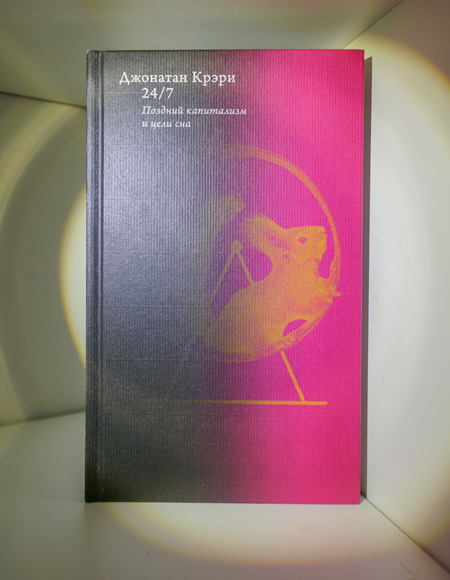 Джонатан Крэри
24/7
Поздний капитализм
и цели сна